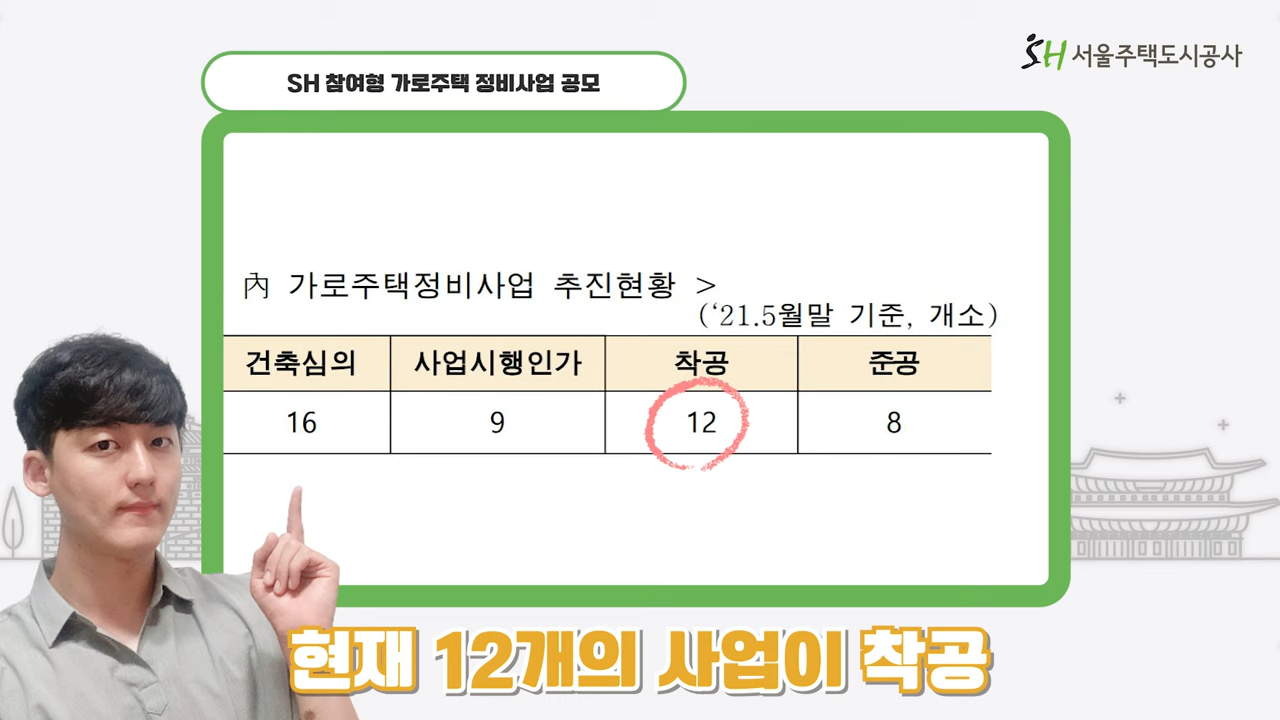 SH 서울주택도시공사
SH 참여형 가로주택 정비사업 공모
內 가로주택정비사업 추진현황 >
(‘21.5월말 기준, 개소)
건축심의 사업시행인가 착공 준공
16 9 12 8
현재 12개의 사업이 착공